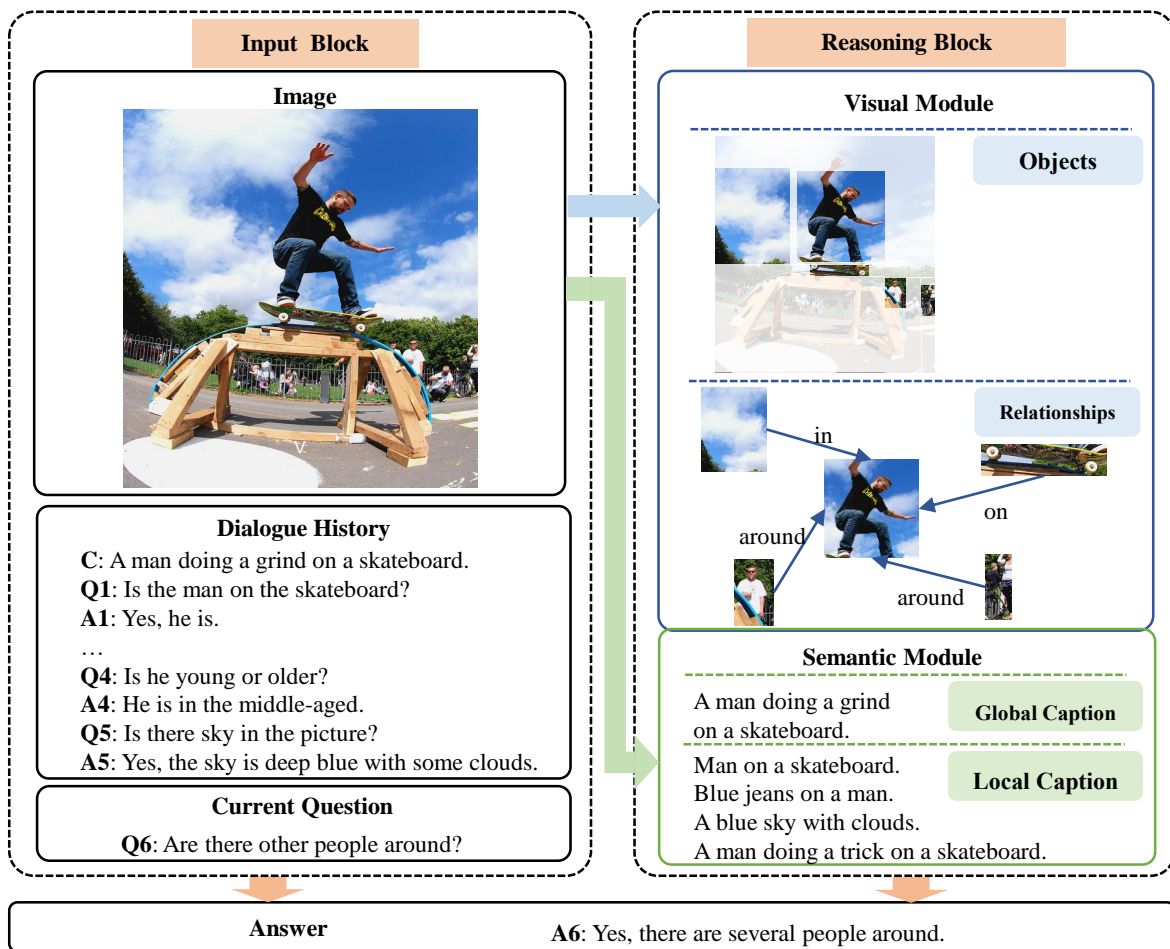 Input Block
Image
Dialogue History
C: A man doing a grind on a skateboard.
Q1: Is the man on the skateboard?
A1: Yes, he is.
…
Q4: Is he young or older?
A4: He is in the middle-aged.
Q5: Is there sky in the picture?
A5: Yes, the sky is deep blue with some clouds.
Current Question
Q6: Are there other people around?
Reasoning Block
Visual Module
Objects
Relationships
in
on
around
around
Semantic Module
A man doing a grind
on a skateboard.
Global Caption
Man on a skateboard.
Blue jeans on a man.
A blue sky with clouds.
A man doing a trick on a skateboard.
Local Caption
Answer
A6: Yes, there are several people around.